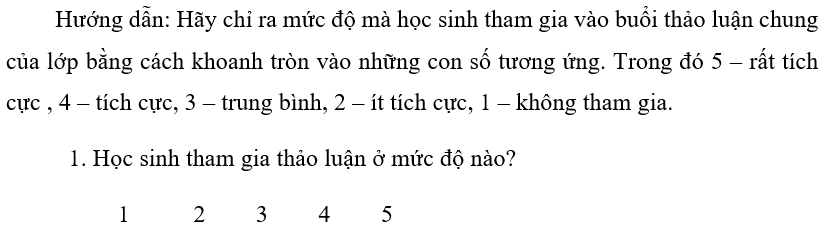 Hướng dẫn: Hãy chỉ ra mức độ mà học sinh tham gia vào buổi thảo luận chung
của lớp bằng cách khoanh tròn vào những con số tương ứng. Trong đó 5 – rất tích
cực , 4 – tích cực, 3 – trung bình, 2 – ít tích cực, 1 – không tham gia.
1. Học sinh tham gia thảo luận ở mức độ nào?
1 2 3 4 5